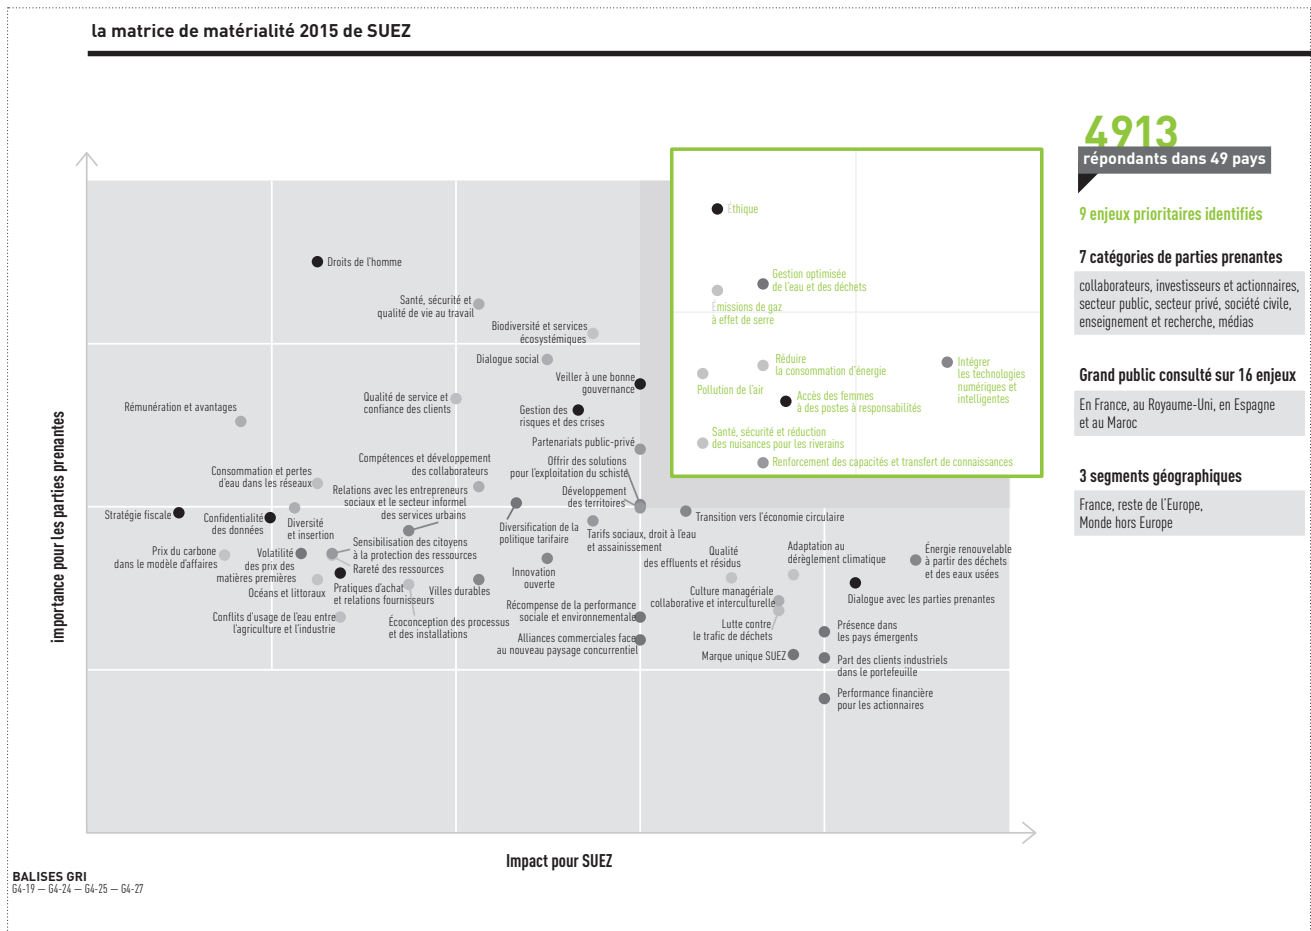 la matrice de matérialité 2015 de SUEZ
4913
répondants dans 49 pays
9 enjeux prioritaires identifiés
7 catégories de parties prenantes
collaborateurs, investisseurs et actionnaires,
secteur public, secteur privé, société civile,
enseignement et recherche, médias
Grand public consulté sur 16 enjeux
En France, au Royaume-Uni, en Espagne
et au Maroc
3 segments géographiques
France, reste de l'Europe,
Monde hors Europe
importance pour les parties prenantes
Éthique
Gestion optimisée
de l'eau et des déchets
Émissions de gaz
à effet de serre
Réduire
la consommation d'énergie
Pollution de l'air
Intégrer
les technologies
numériques et
intelligentes
Accès des femmes
à des postes à responsabilités
Santé, sécurité et réduction
des nuisances pour les riverains
Renforcement des capacités et transfert de connaissances
Droits de l'homme
Santé, sécurité et
qualité de vie au travail
Biodiversité et services
écosystémiques
Dialogue social
Veiller à une bonne
gouvernance
Qualité de service et
confiance des clients
Rémunération et avantages
Gestion des
risques et des crises
Partenariats public-privé
Compétences et développement
des collaborateurs
Offrir des solutions
pour l'exploitation du schiste
Consommation et pertes
d'eau dans les réseaux
Relations avec les entrepreneurs
sociaux et le secteur informel
des services urbains
Développement
des territoires
Stratégie fiscale
Confidentialité
des données
Diversité
et insertion
Diversification de la
politique tarifaire
Tarifs sociaux, droit à l'eau
et assainissement
Transition vers l'économie circulaire
Sensibilisation des citoyens
à la protection des ressources
Prix du carbone
dans le modèle d'affaires
Volatilité
des prix des
matières premières
Rareté des ressources
Innovation
ouverte
Qualité
des effluents et résidus
Adaptation au
dérèglement climatique
Énergie renouvelable
à partir des déchets
et des eaux usées
Océans et littoraux
Pratiques d'achat
et relations fournisseurs
Villes durables
Culture managériale
collaborative et interculturelle
Dialogue avec les parties prenantes
Conflits d'usage de l'eau entre
l'agriculture et l'industrie
Écoconception des processus
et des installations
Récompense de la performance
sociale et environnementale
Lutte contre
le trafic de déchets
Présence dans
les pays émergents
Alliances commerciales face
au nouveau paysage concurrentiel
Marque unique SUEZ
Part des clients industriels
dans le portefeuille
Performance financière
pour les actionnaires
Impact pour SUEZ
BALISES GRI
G4-19 — G4-24 — G4-25 — G4-27